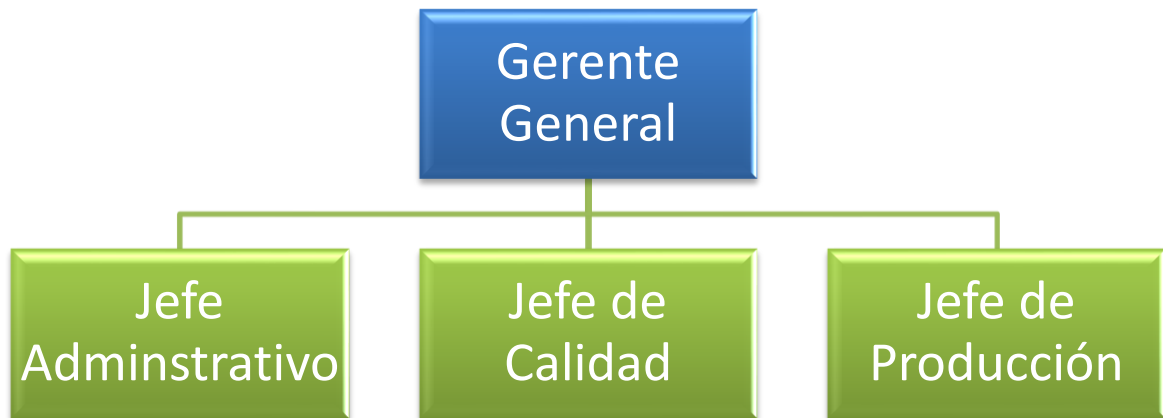 Gerente
General
Jefe
Adminstrativo
Jefe de
Calidad
Jefe de
Producción